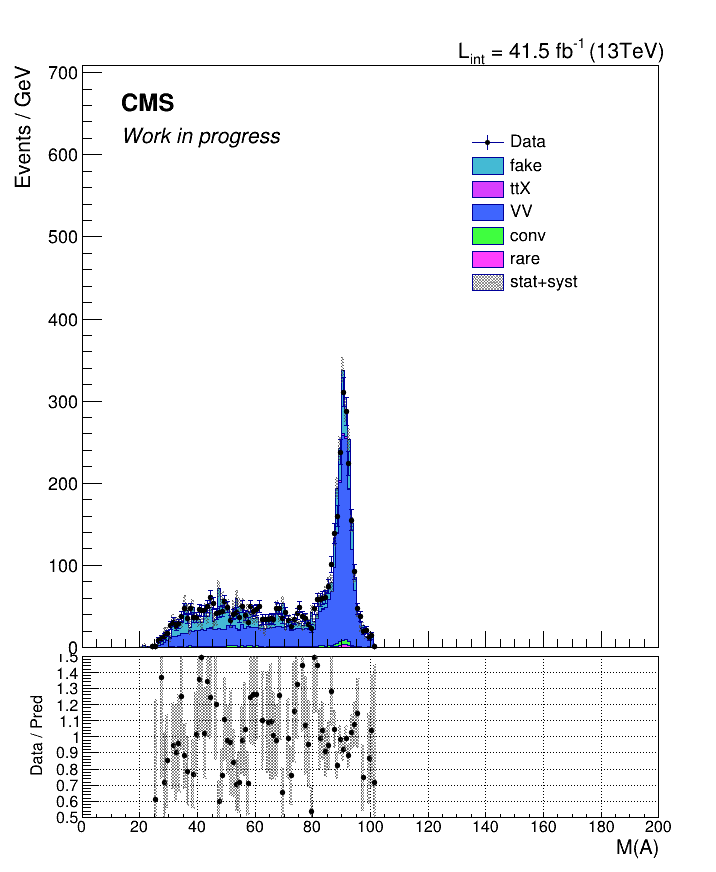 L_int = 41.5 fb^-1 (13TeV)
Events / GeV
700
600
500
400
300
200
100
0
CMS
Work in progress
Data
fake
ttX
VV
conv
rare
stat+syst
Data / Pred
1.5
1.4
1.3
1.2
1.1
1
0.9
0.8
0.7
0.6
0.5
0 20 40 60 80 100 120 140 160 180 200
M(A)